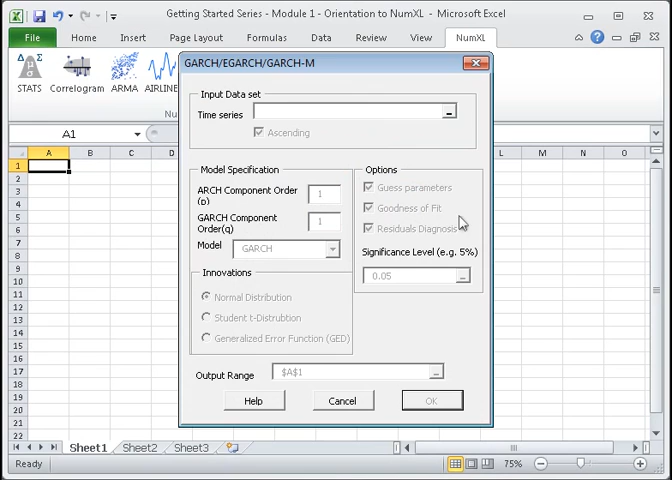 Getting Started Series - Module 1 - Orientation to NumXL - Microsoft Excel
File Home Insert Page Layout Formulas Data Review View NumXL
STATS Correlogram ARMA AIRLINE
A1
A B C D L M N O
GARCH/EGARCH/GARCH-M
Input Data set
Time series
Ascending
Model Specification
ARCH Component Order
(p)
1
GARCH Component
Order(q)
1
Model GARCH
Innovations
Normal Distribution
Student t-Distrubtion
Generalized Error Function (GED)
Options
Guess parameters
Goodness of Fit
Residuals Diagnosis
Significance Level (e.g. 5%)
0.05
Output Range $A$1
Help Cancel OK
1
2
3
4
5
6
7
8
9
10
11
12
13
14
15
16
17
18
19
20
21
22
Sheet1 Sheet2 Sheet3
Ready 75%